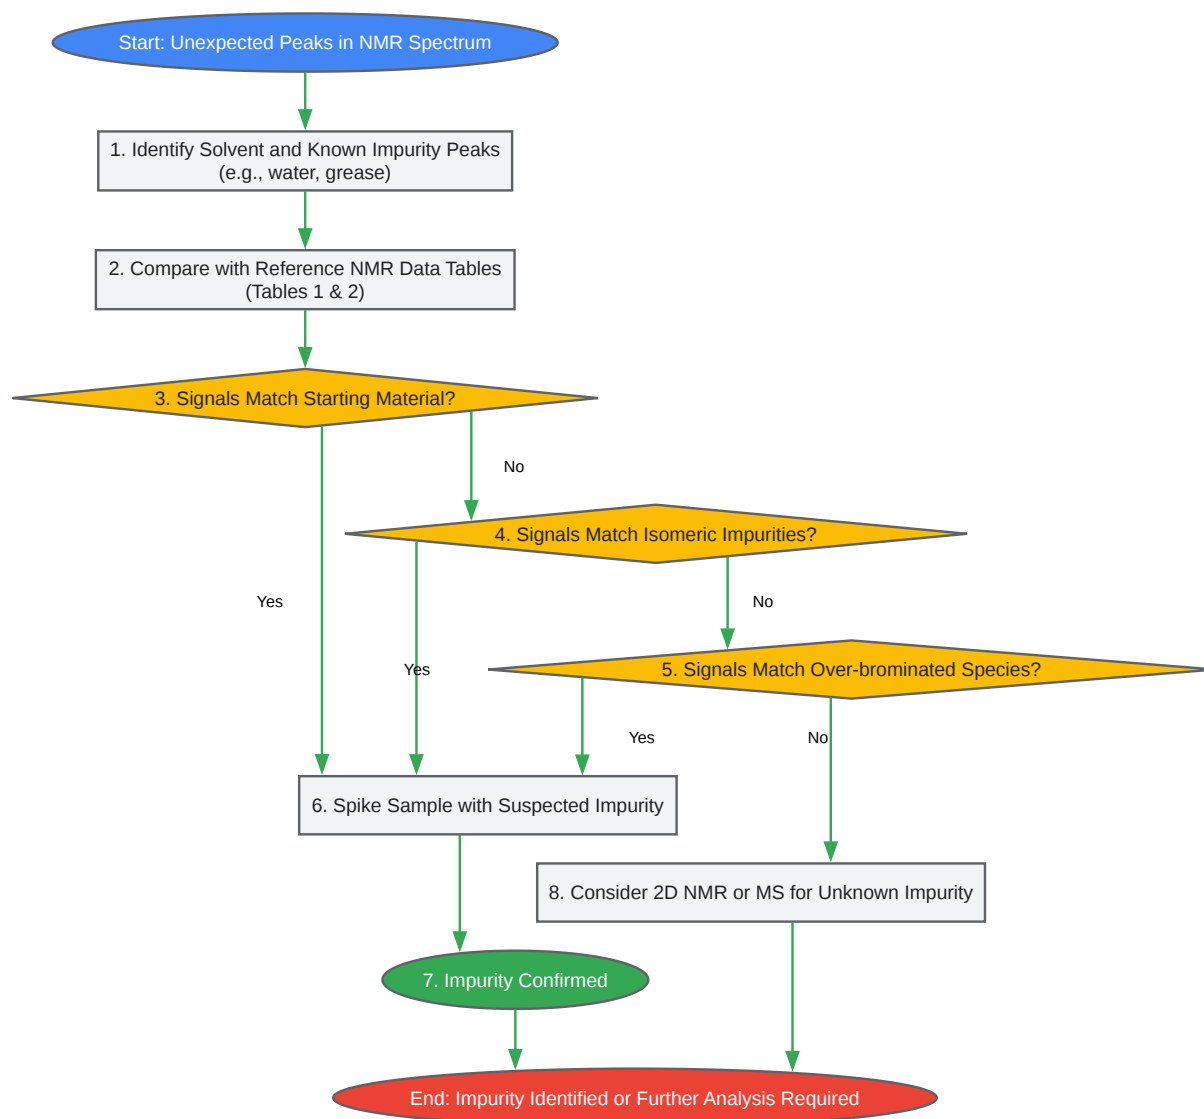 Start: Unexpected Peaks in NMR Spectrum
1. Identify Solvent and Known Impurity Peaks
(e.g., water, grease)
2. Compare with Reference NMR Data Tables
(Tables 1 & 2)
3. Signals Match Starting Material?
No
4. Signals Match Isomeric Impurities?
Yes
No
Yes
5. Signals Match Over-brominated Species?
Yes
No
6. Spike Sample with Suspected Impurity
8. Consider 2D NMR or MS for Unknown Impurity
7. Impurity Confirmed
End: Impurity Identified or Further Analysis Required